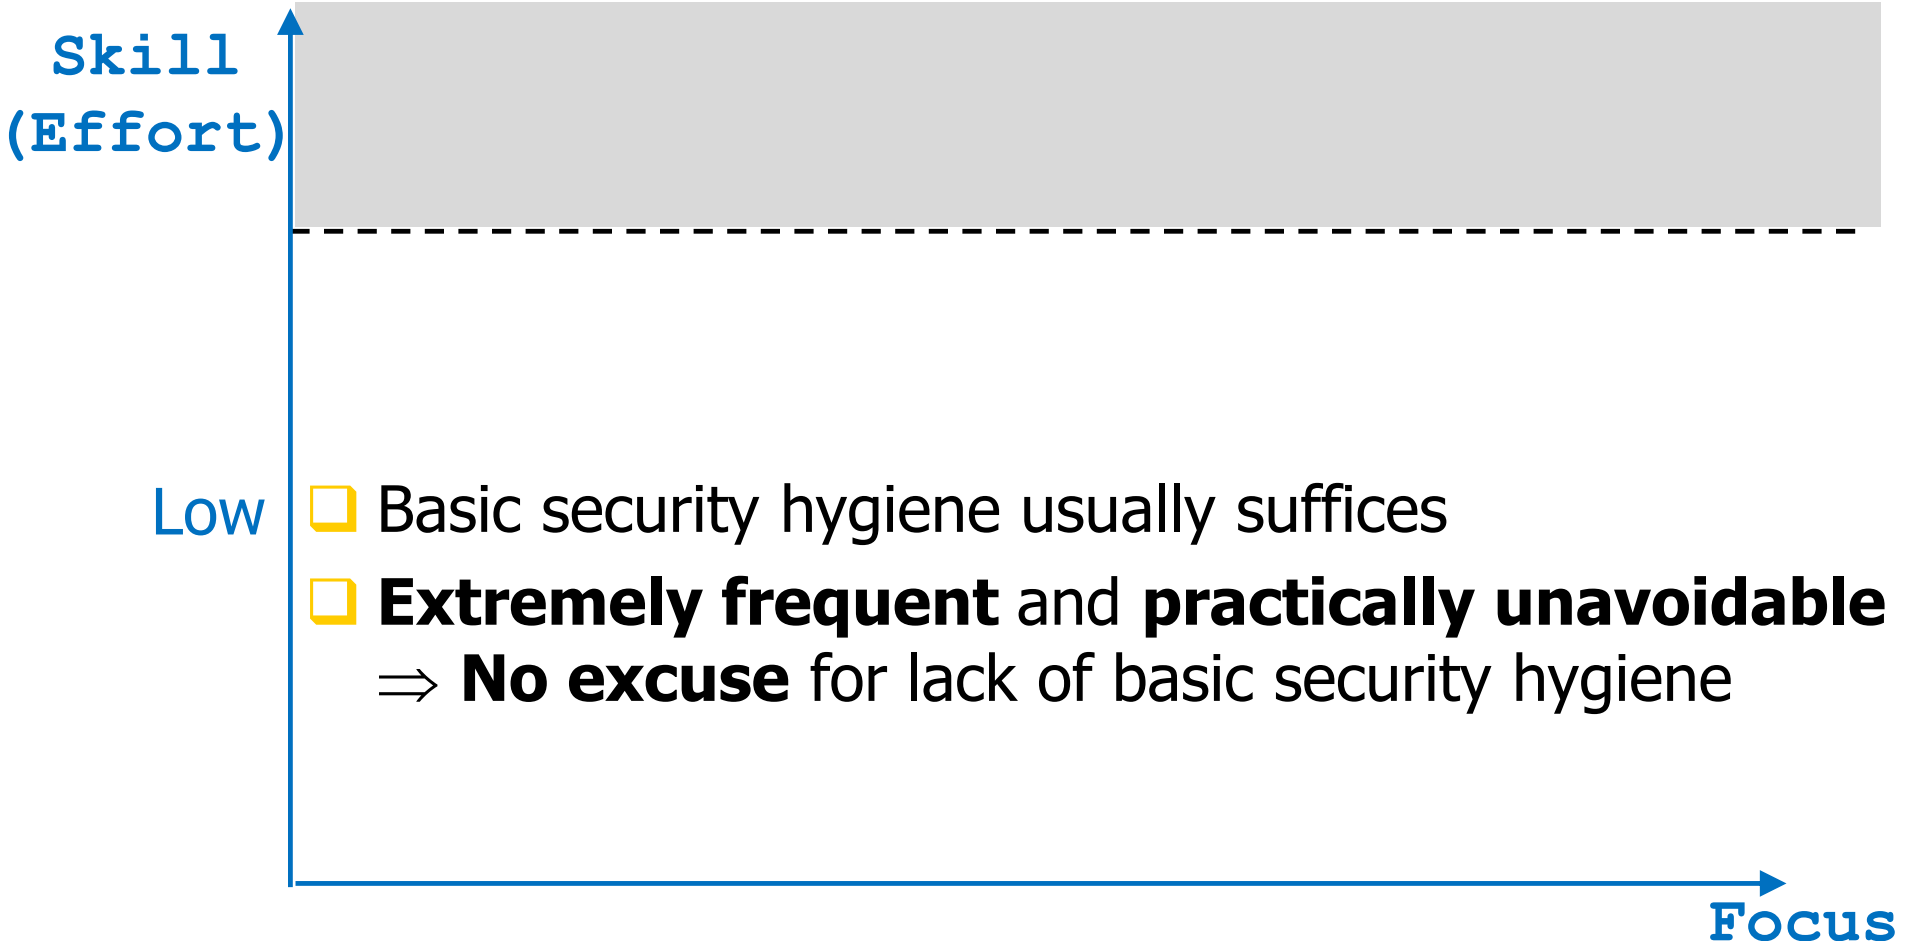 Skill
(Effort)
Low
Basic security hygiene usually suffices
Extremely frequent and practically unavoidable
⇒ No excuse for lack of basic security hygiene
Focus